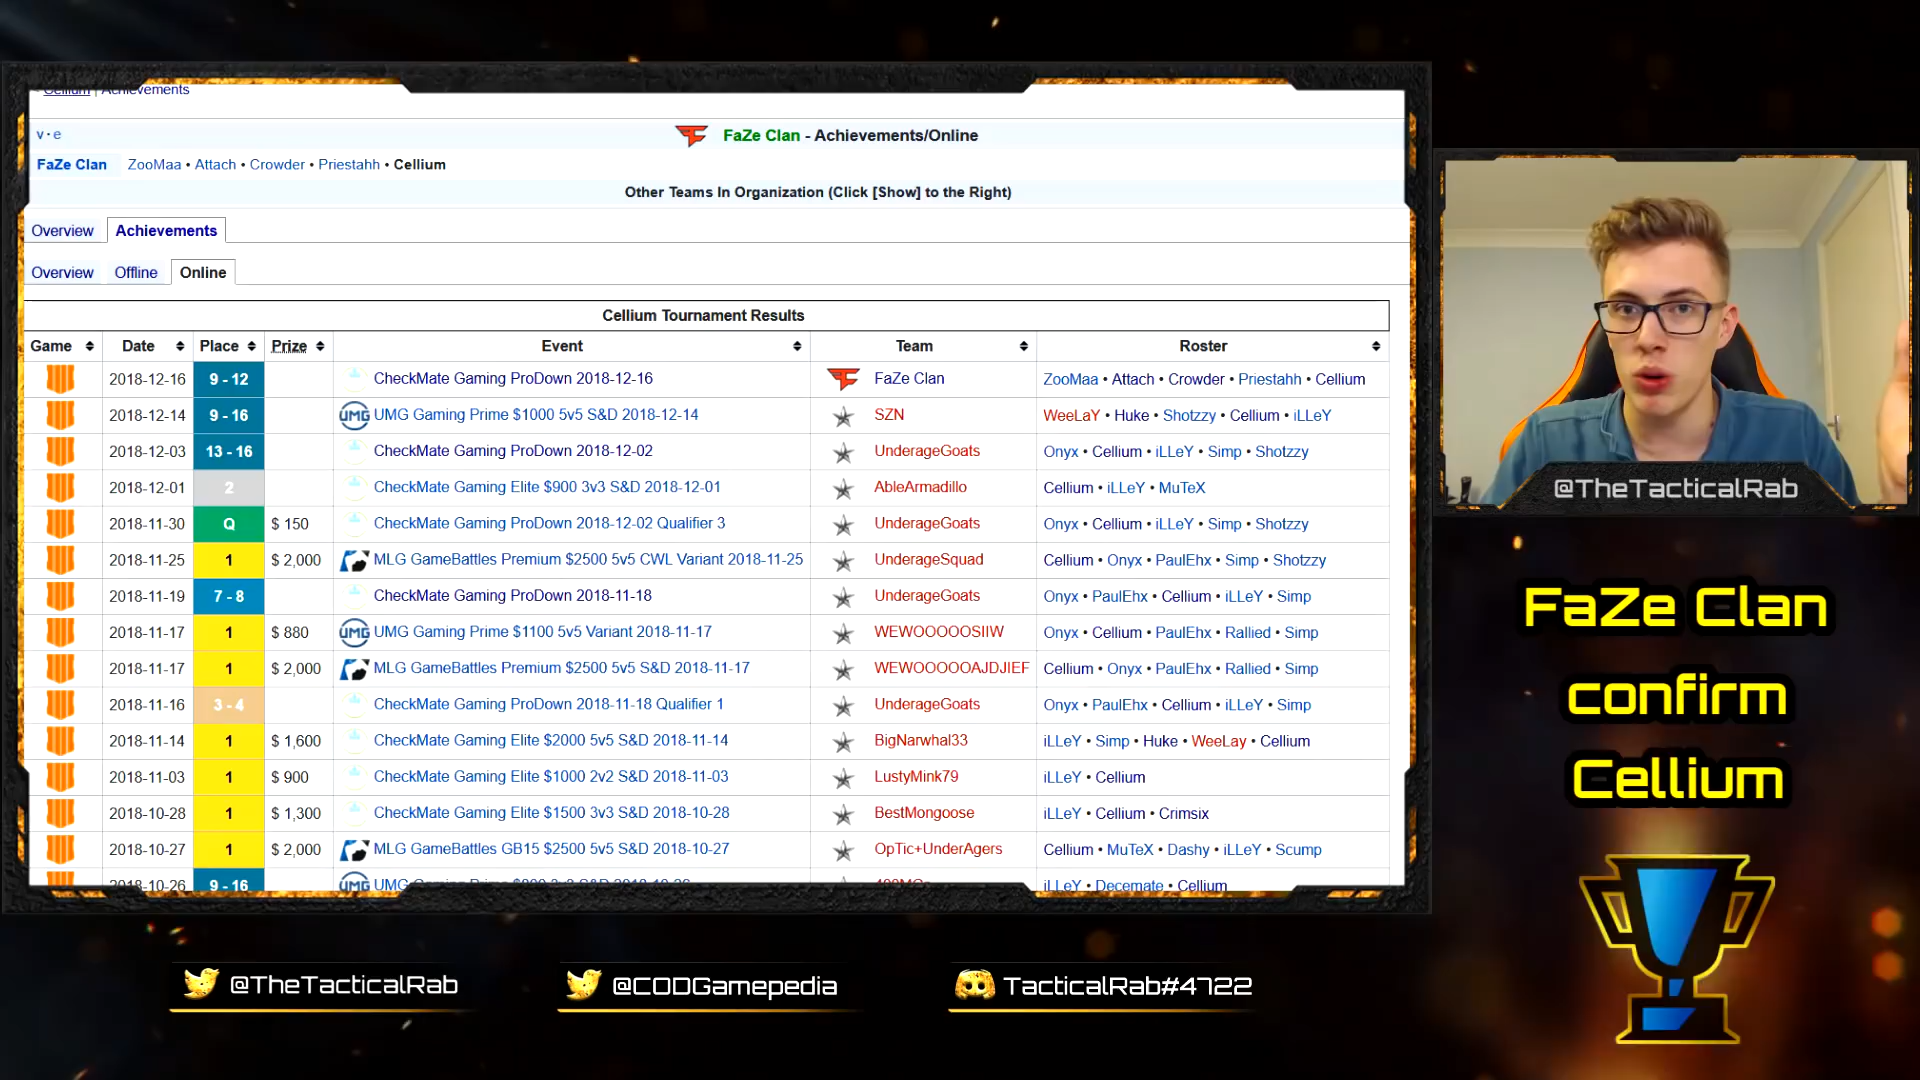 Cellium | Achievements
v · e
FaZe Clan - Achievements/Online
FaZe Clan ZooMaa • Attach • Crowder • Priestahh • Cellium
Other Teams In Organization (Click [Show] to the Right)
Overview Achievements
Overview Offline Online
Cellium Tournament Results
Game Date Place Prize Event Team Roster
2018-12-16 9 - 12 CheckMate Gaming ProDown 2018-12-16 FaZe Clan ZooMaa • Attach • Crowder • Priestahh • Cellium
2018-12-14 9 - 16 UMG UMG Gaming Prime $1000 5v5 S&D 2018-12-14 SZN WeeLaY • Huke • Shotzzy • Cellium • iLLeY
2018-12-03 13 - 16 CheckMate Gaming ProDown 2018-12-02 UnderageGoats Onyx • Cellium • iLLeY • Simp • Shotzzy
2018-12-01 2 CheckMate Gaming Elite $900 3v3 S&D 2018-12-01 AbleArmadillo Cellium • iLLeY • MuTeX
2018-11-30 Q $ 150 CheckMate Gaming ProDown 2018-12-02 Qualifier 3 UnderageGoats Onyx • Cellium • iLLeY • Simp • Shotzzy
2018-11-25 1 $ 2,000 MLG GameBattles Premium $2500 5v5 CWL Variant 2018-11-25 UnderageSquad Cellium • Onyx • PaulEhx • Simp • Shotzzy
2018-11-19 7 - 8 CheckMate Gaming ProDown 2018-11-18 UnderageGoats Onyx • PaulEhx • Cellium • iLLeY • Simp
2018-11-17 1 $ 880 UMG UMG Gaming Prime $1100 5v5 Variant 2018-11-17 WEWOOOOOSIIW Onyx • Cellium • PaulEhx • Rallied • Simp
2018-11-17 1 $ 2,000 MLG GameBattles Premium $2500 5v5 S&D 2018-11-17 WEWOOOOOAJDJIEF Cellium • Onyx • PaulEhx • Rallied • Simp
2018-11-16 3 - 4 CheckMate Gaming ProDown 2018-11-18 Qualifier 1 UnderageGoats Onyx • PaulEhx • Cellium • iLLeY • Simp
2018-11-14 1 $ 1,600 CheckMate Gaming Elite $2000 5v5 S&D 2018-11-14 BigNarwhal33 iLLeY • Simp • Huke • WeeLay • Cellium
2018-11-03 1 $ 900 CheckMate Gaming Elite $1000 2v2 S&D 2018-11-03 LustyMink79 iLLeY • Cellium
2018-10-28 1 $ 1,300 CheckMate Gaming Elite $1500 3v3 S&D 2018-10-28 BestMongoose iLLeY • Cellium • Crimsix
2018-10-27 1 $ 2,000 MLG GameBattles GB15 $2500 5v5 S&D 2018-10-27 OpTic+UnderAgers Cellium • MuTeX • Dashy • iLLeY • Scump
2018-10-26 9 - 16 UMG UMG Gaming Prime S&D 2018-10-26 iLLeY • Decemate • Cellium
@TheTacticalRab
FaZe Clan
confirm
Cellium
@TheTacticalRab @CODGamepedia TacticalRab#4722